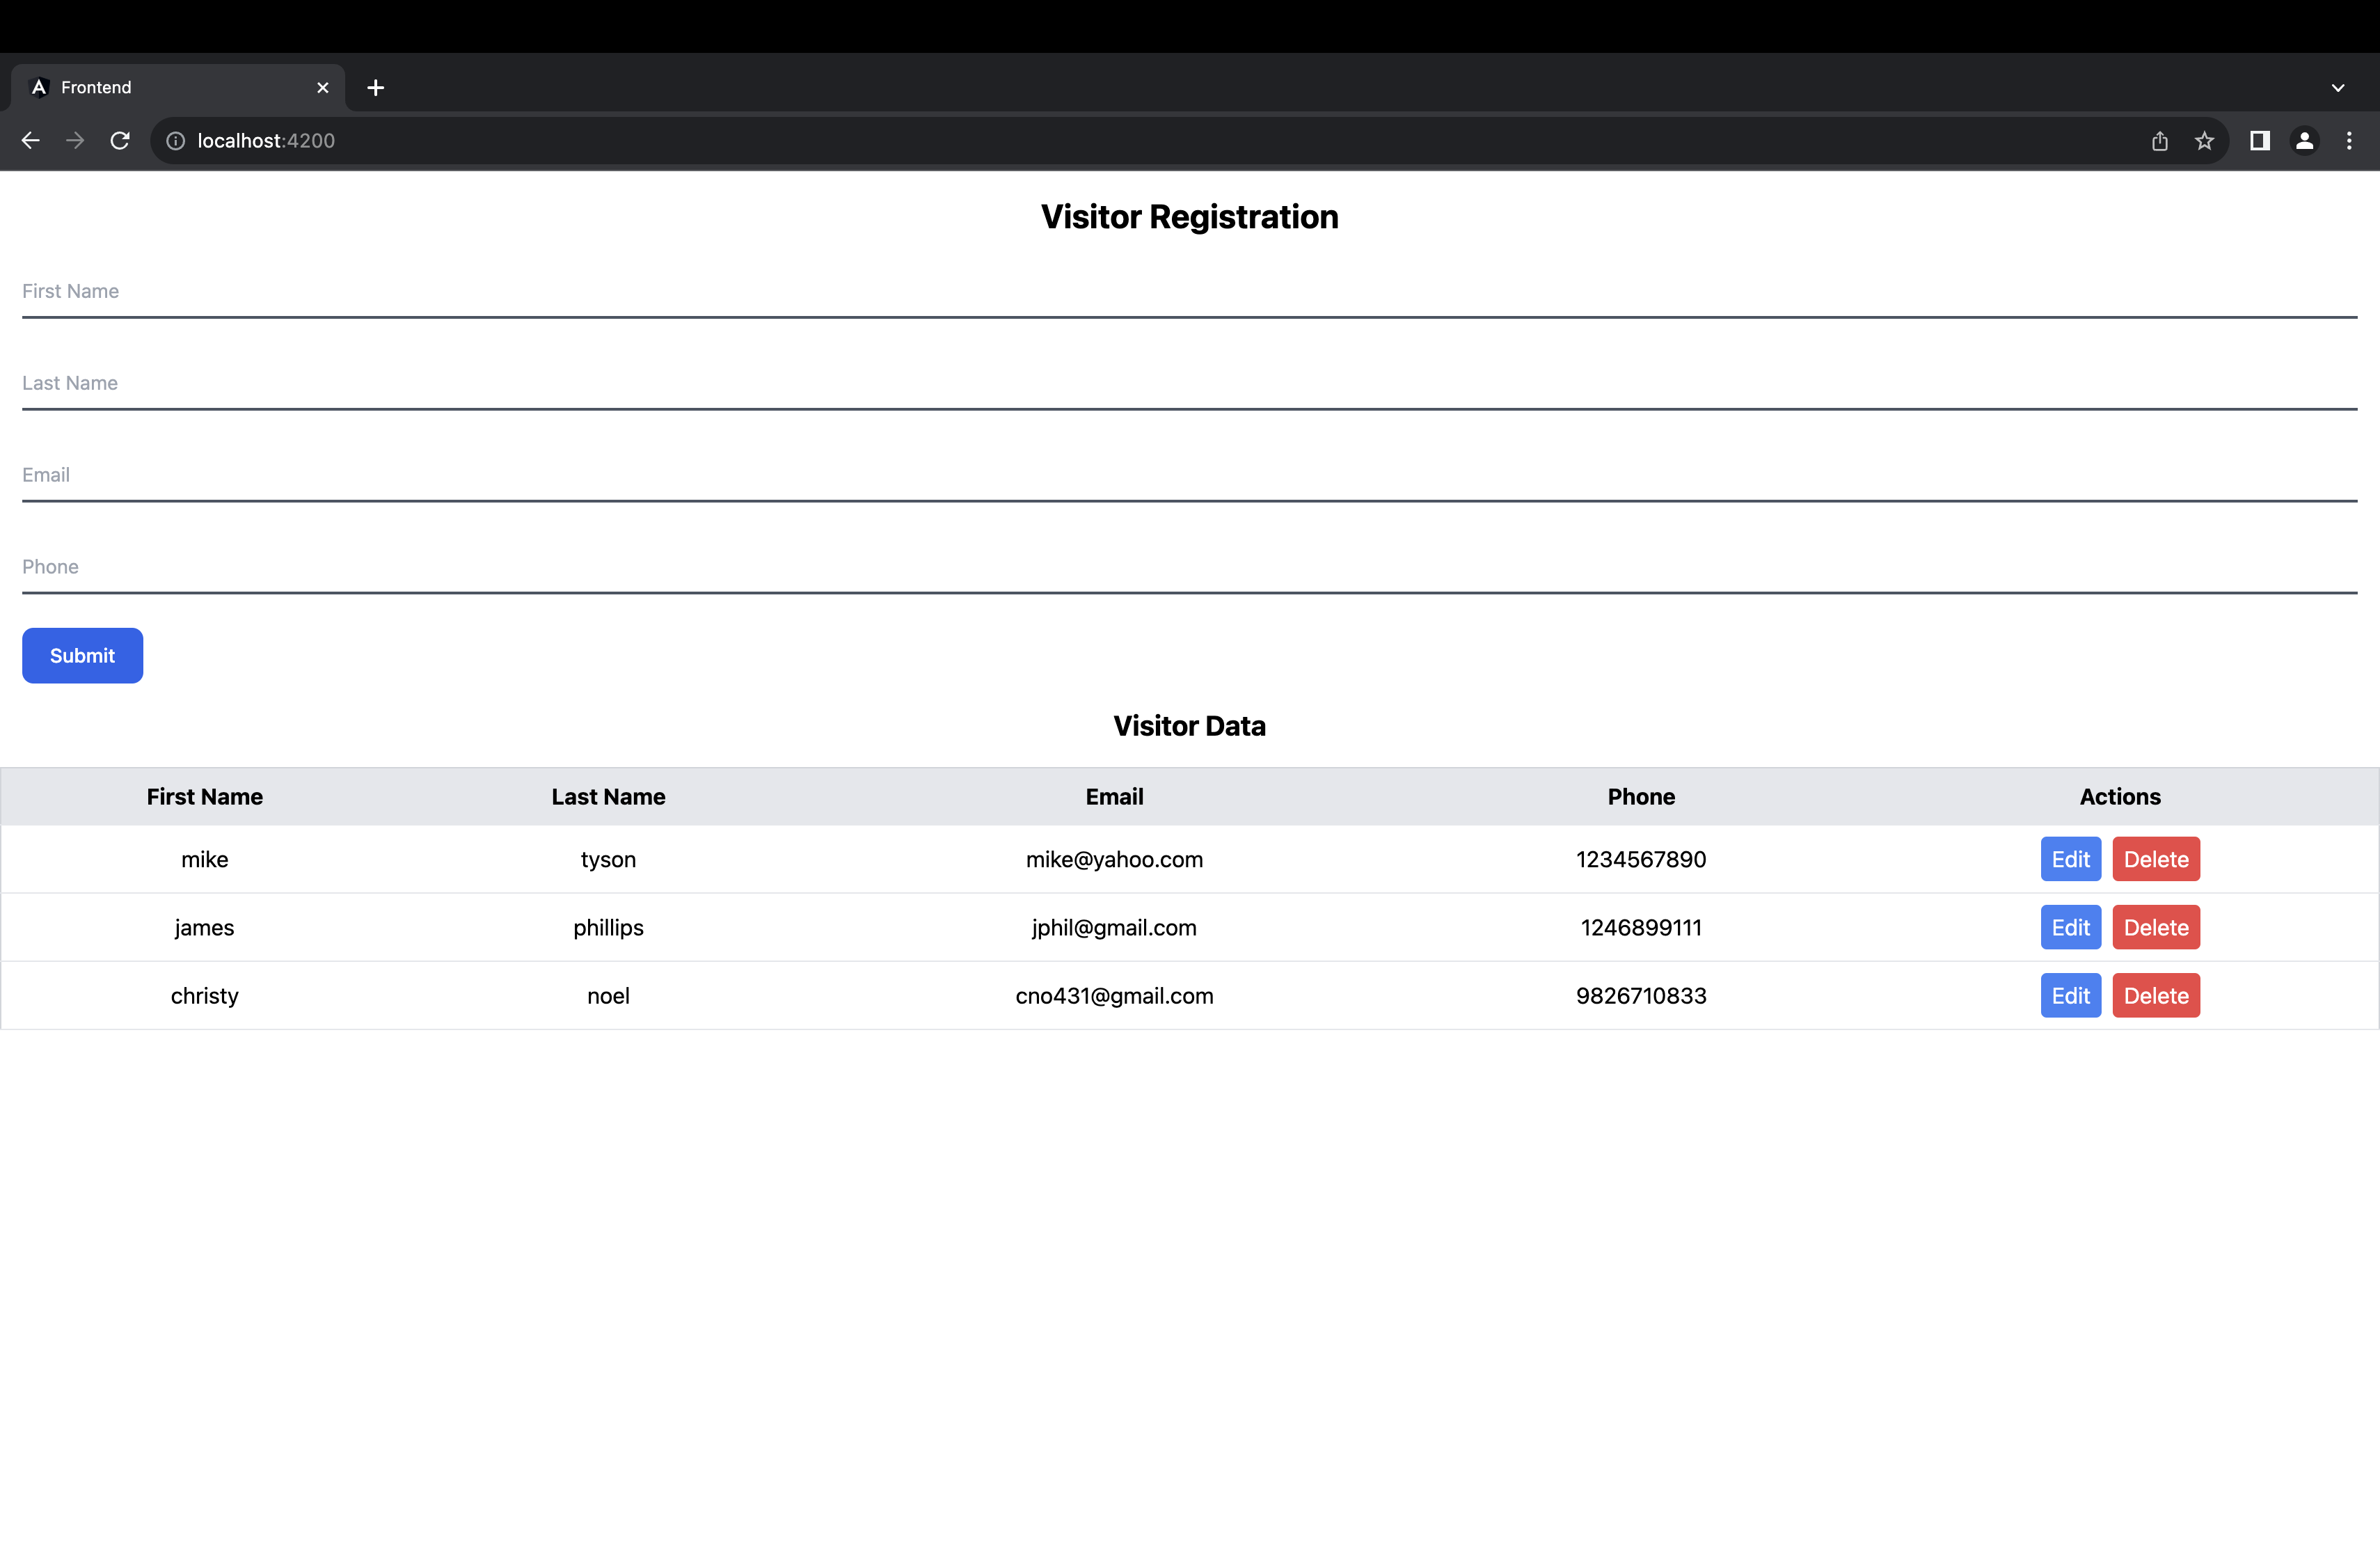 Frontend
localhost:4200
Visitor Registration
First Name
Last Name
Email
Phone
Submit
Visitor Data
First Name Last Name Email Phone Actions
mike tyson mike@yahoo.com 1234567890 Edit Delete
james phillips jphil@gmail.com 1246899111 Edit Delete
christy noel cno431@gmail.com 9826710833 Edit Delete